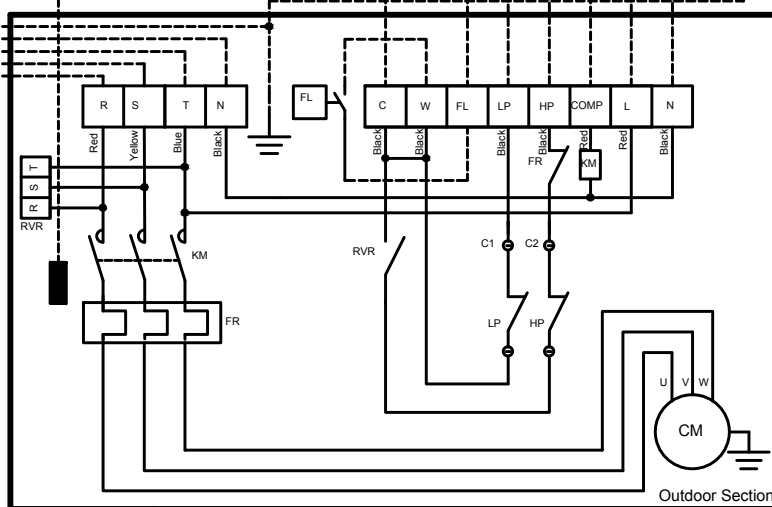 R S T N
FL
C W FL LP HP COMP L N
Red Yellow Blue Black
Black Black Black Black Red Red Black
FR
KM
T
S
R
RVR
KM
RVR
C1 C2
FR
LP HP
U V W
CM
Outdoor Section